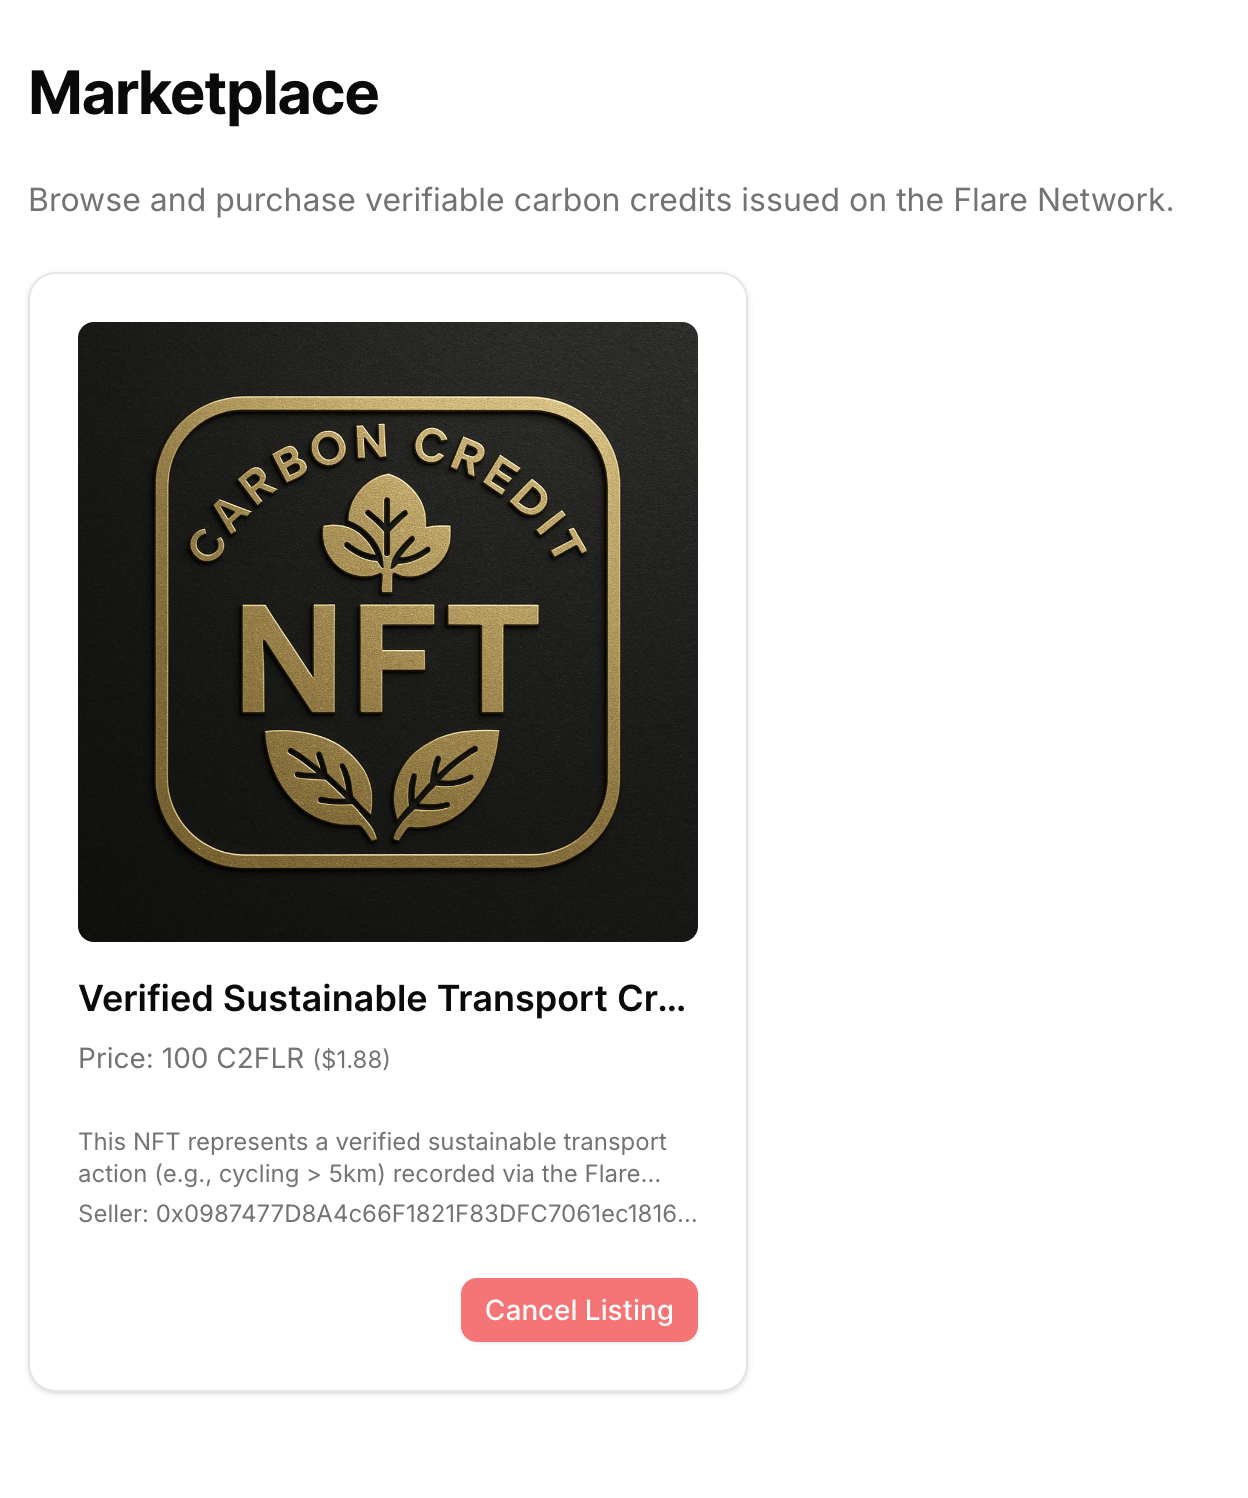 Marketplace
Browse and purchase verifiable carbon credits issued on the Flare Network.
CARBON CREDIT
NFT
Verified Sustainable Transport Cr...
Price: 100 C2FLR ($1.88)
This NFT represents a verified sustainable transport
action (e.g., cycling > 5km) recorded via the Flare...
Seller: 0x0987477D8A4c66F1821F83DFC7061ec1816...
Cancel Listing